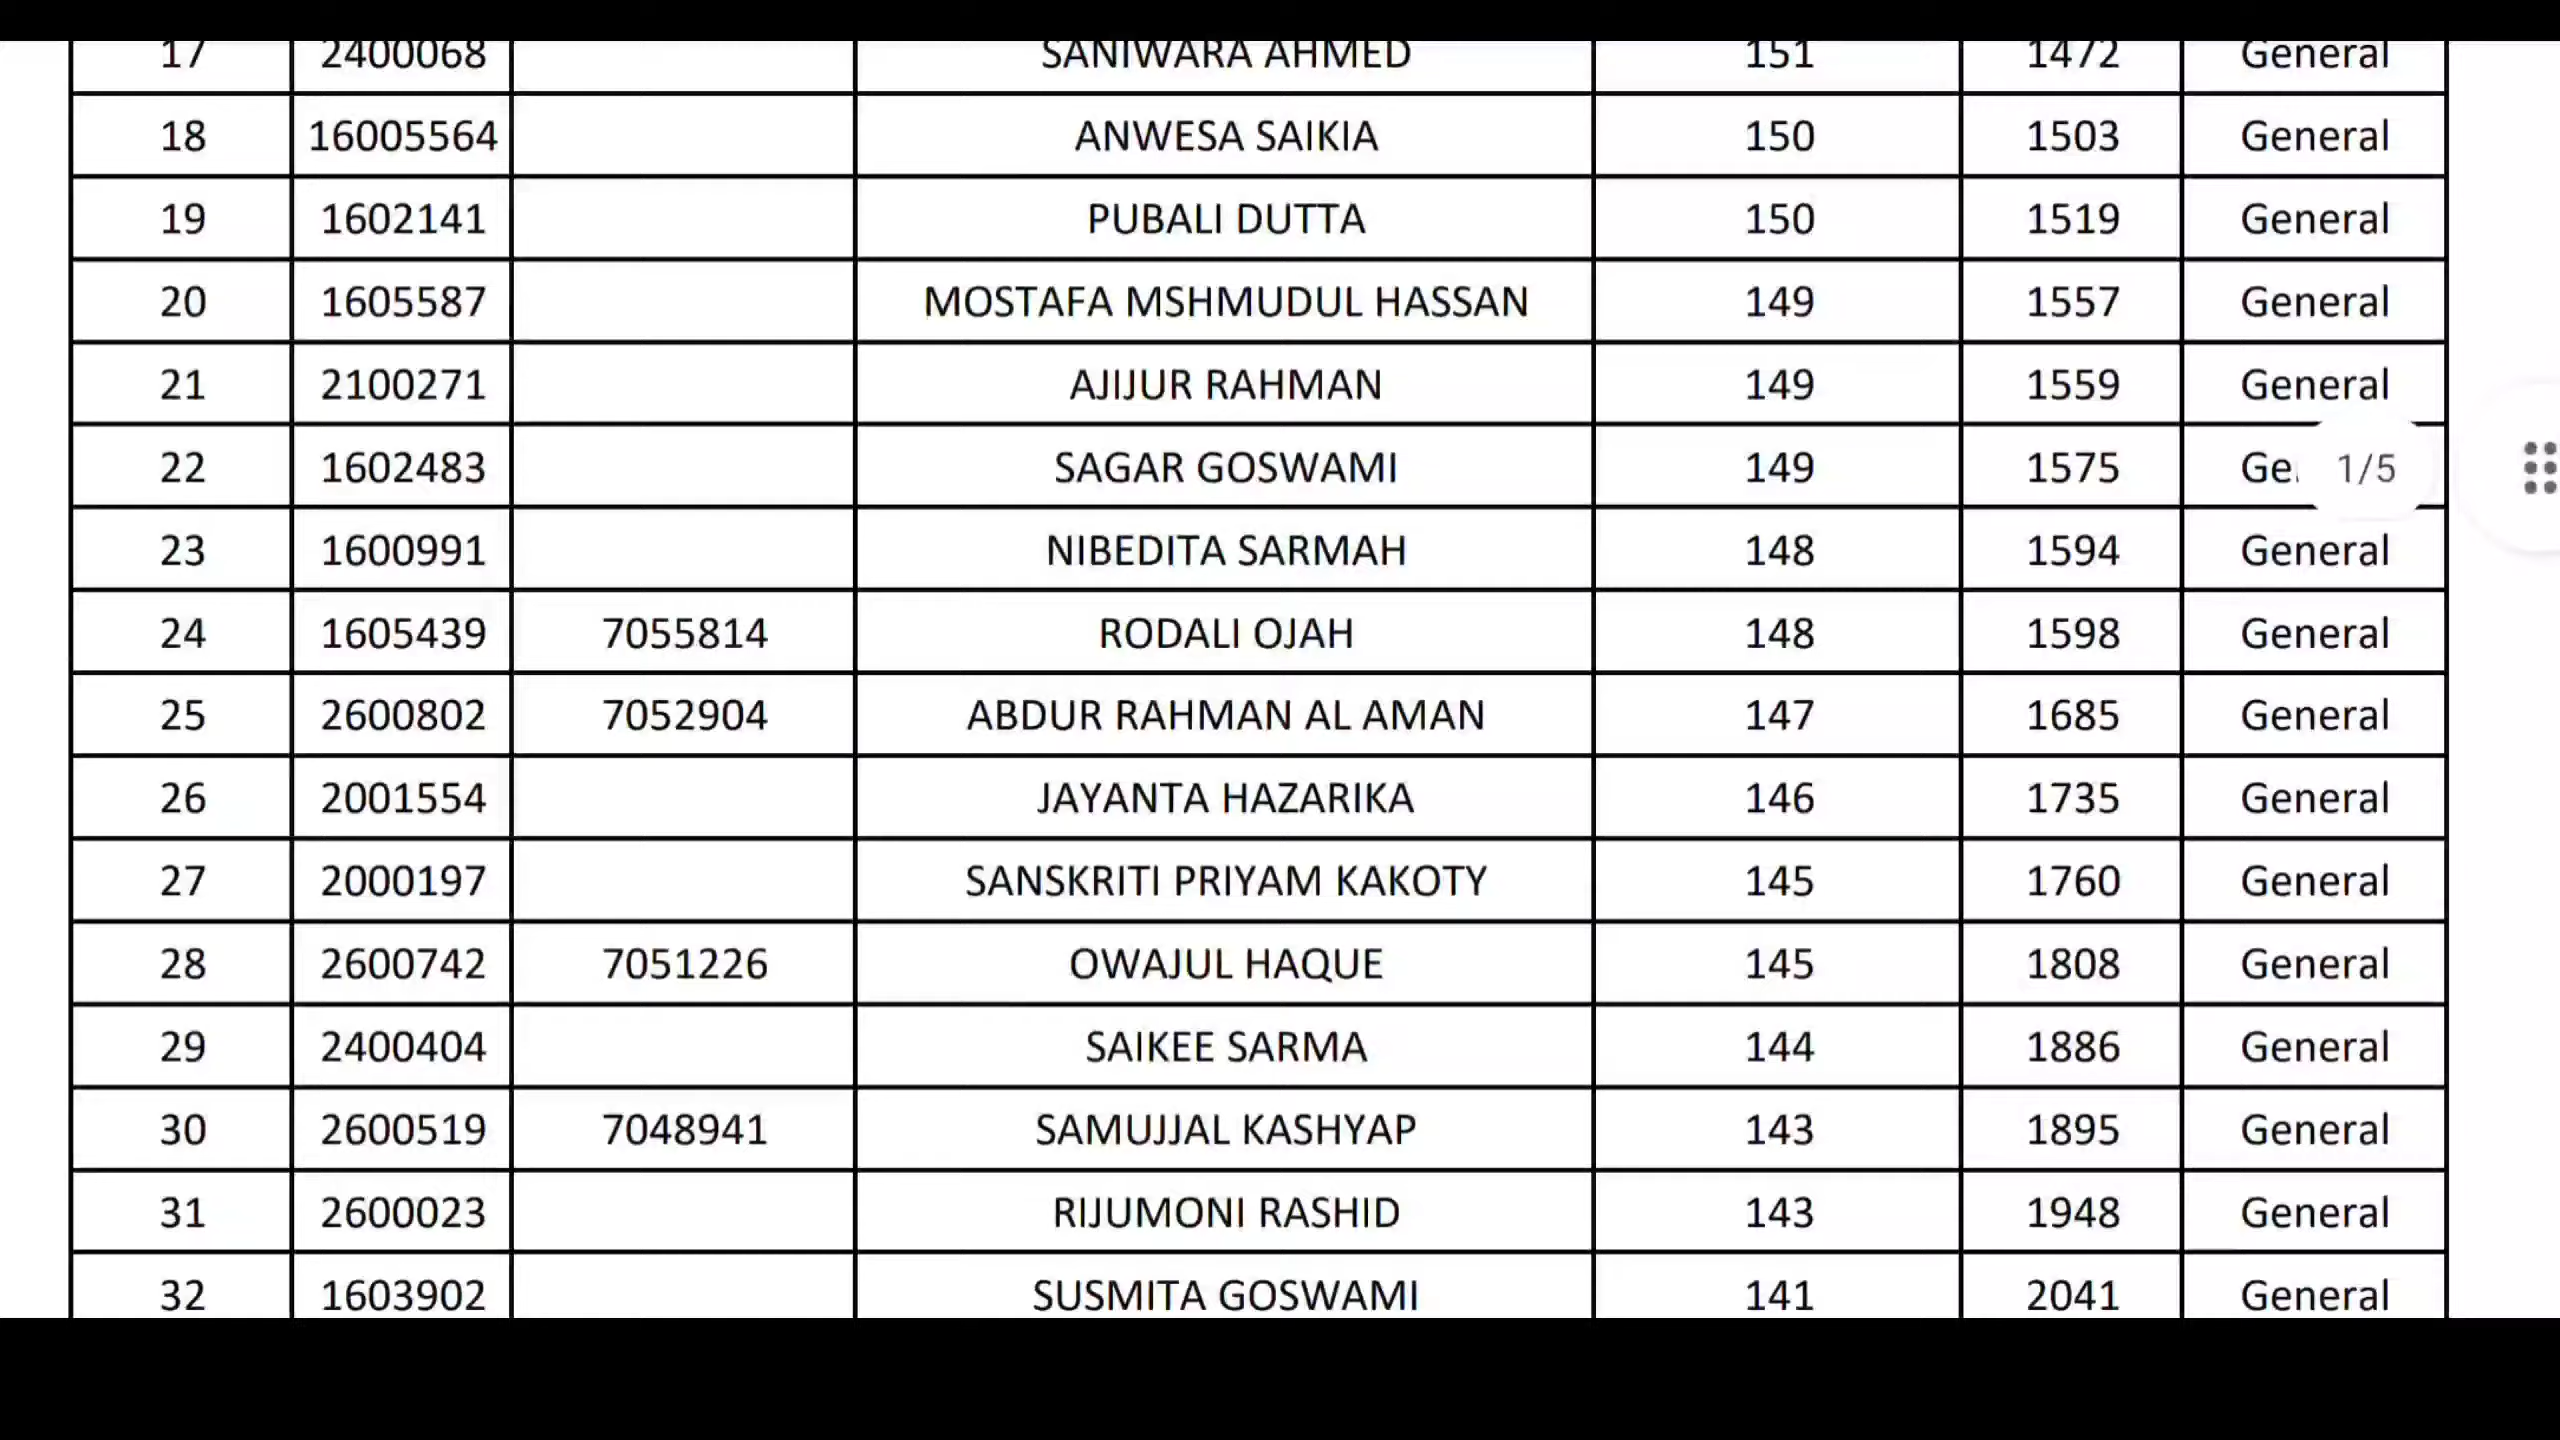 17 2400068 SANIWARA AHMED 151 1472 General
18 16005564 ANWESA SAIKIA 150 1503 General
19 1602141 PUBALI DUTTA 150 1519 General
20 1605587 MOSTAFA MSHMUDUL HASSAN 149 1557 General
21 2100271 AJIJUR RAHMAN 149 1559 General
22 1602483 SAGAR GOSWAMI 149 1575 Ge 1/5
23 1600991 NIBEDITA SARMAH 148 1594 General
24 1605439 7055814 RODALI OJAH 148 1598 General
25 2600802 7052904 ABDUR RAHMAN AL AMAN 147 1685 General
26 2001554 JAYANTA HAZARIKA 146 1735 General
27 2000197 SANSKRITI PRIYAM KAKOTY 145 1760 General
28 2600742 7051226 OWAJUL HAQUE 145 1808 General
29 2400404 SAIKEE SARMA 144 1886 General
30 2600519 7048941 SAMUJJAL KASHYAP 143 1895 General
31 2600023 RIJUMONI RASHID 143 1948 General
32 1603902 SUSMITA GOSWAMI 141 2041 General